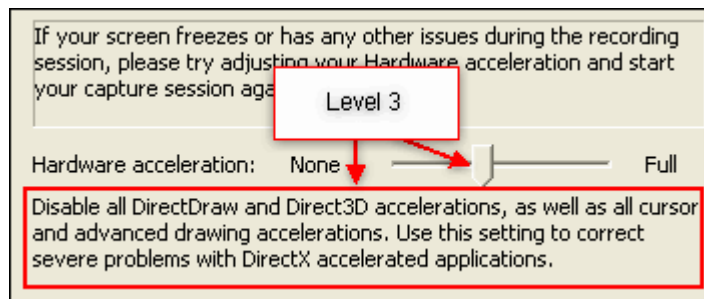 If your screen freezes or has any other issues during the recording
session, please try adjusting your Hardware acceleration and start
your capture session aga
Level 3
Hardware acceleration: None Full
Disable all DirectDraw and Direct3D accelerations, as well as all cursor
and advanced drawing accelerations. Use this setting to correct
severe problems with DirectX accelerated applications.